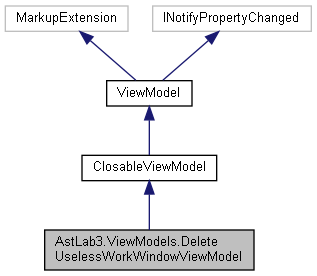 MarkupExtension
INotifyPropertyChanged
ViewModel
ClosableViewModel
AstLab3.ViewModels.Delete
UselessWorkWindowViewModel